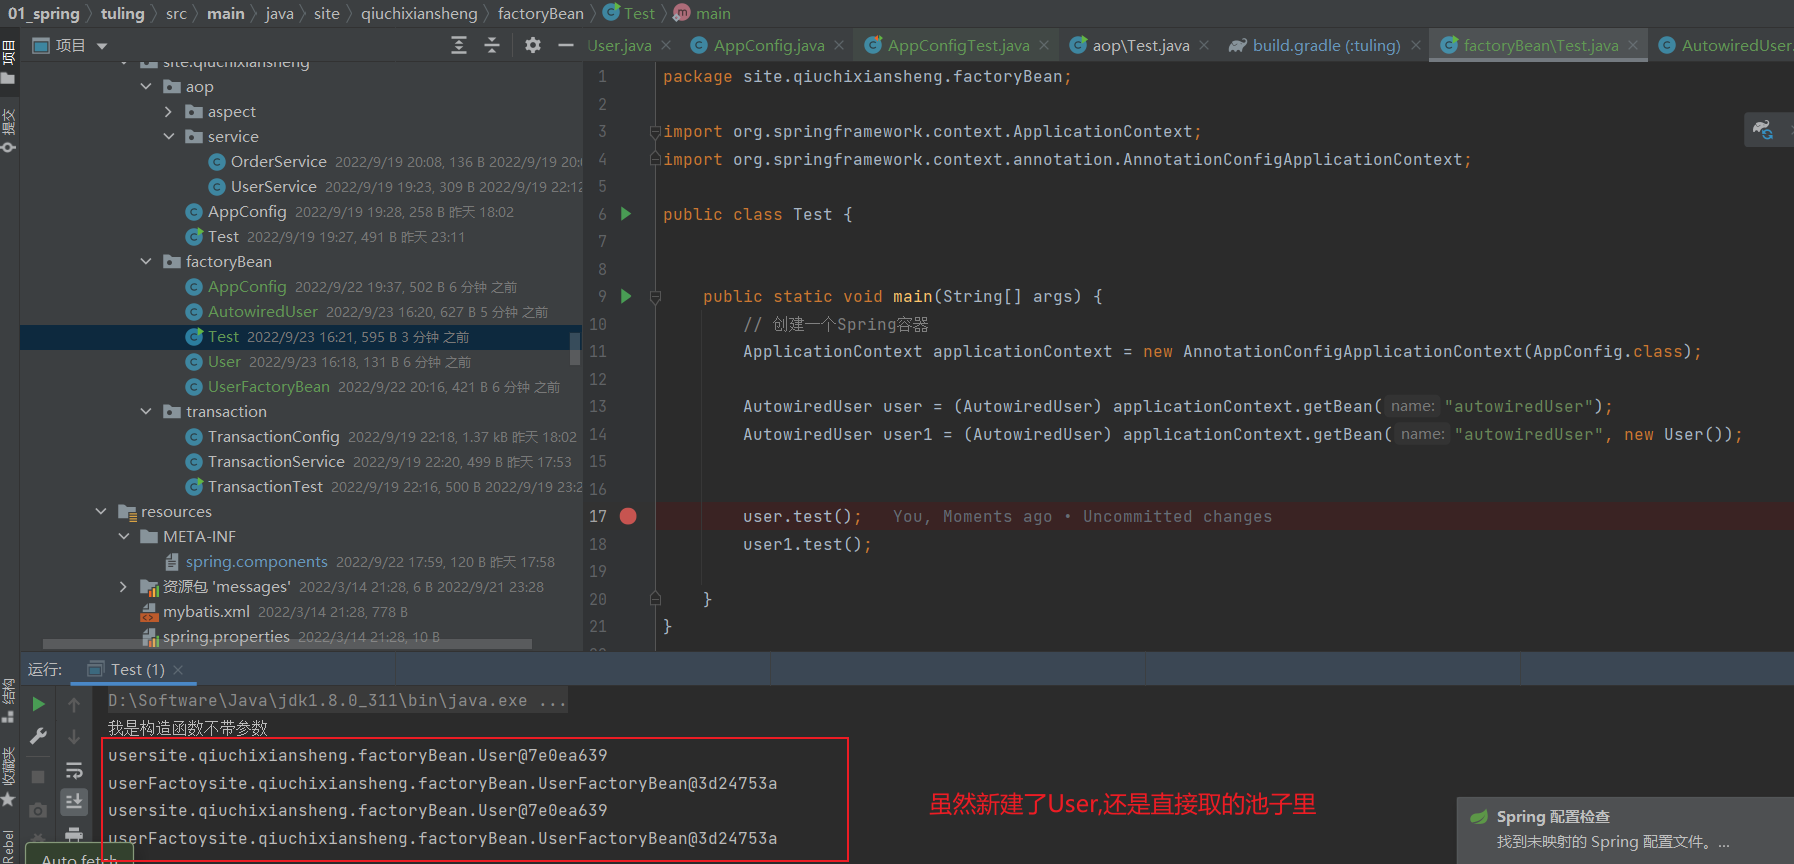 01_spring 〉 tuling 〉 src 〉 main 〉 java 〉 site 〉 qiuchixiansheng 〉 factoryBean 〉 Test 〉 main
项目
User.java AppConfig.java AppConfigTest.java aop\Test.java build.gradle (:tuling) factoryBean\Test.java AutowiredUser.
项目
提交
site.qiuchixiansheng
aop
aspect
service
OrderService 2022/9/19 20:08, 136 B 2022/9/19 20:0
UserService 2022/9/19 19:23, 309 B 2022/9/19 22:12
AppConfig 2022/9/19 19:28, 258 B 昨天 18:02
Test 2022/9/19 19:27, 491 B 昨天 23:11
factoryBean
AppConfig 2022/9/22 19:37, 502 B 6 分钟 之前
AutowiredUser 2022/9/23 16:20, 627 B 5 分钟 之前
Test 2022/9/23 16:21, 595 B 3 分钟 之前
User 2022/9/23 16:18, 131 B 6 分钟 之前
UserFactoryBean 2022/9/22 20:16, 421 B 6 分钟 之前
transaction
TransactionConfig 2022/9/19 22:18, 1.37 kB 昨天 18:02
TransactionService 2022/9/19 22:20, 499 B 昨天 17:53
TransactionTest 2022/9/19 22:16, 500 B 2022/9/19 23:2
resources
META-INF
spring.components 2022/9/22 17:59, 120 B 昨天 17:58
资源包 'messages' 2022/3/14 21:28, 6 B 2022/9/21 23:28
mybatis.xml 2022/3/14 21:28, 778 B
spring.properties 2022/3/14 21:28, 10 B
1 package site.qiuchixiansheng.factoryBean;
2
3 import org.springframework.context.ApplicationContext;
4 import org.springframework.context.annotation.AnnotationConfigApplicationContext;
5
6 public class Test {
7
8
9 public static void main(String[] args) {
10 // 创建一个Spring容器
11 ApplicationContext applicationContext = new AnnotationConfigApplicationContext(AppConfig.class);
12
13 AutowiredUser user = (AutowiredUser) applicationContext.getBean( name: "autowiredUser");
14 AutowiredUser user1 = (AutowiredUser) applicationContext.getBean( name: "autowiredUser", new User());
15
16
17 user.test(); You, Moments ago • Uncommitted changes
18 user1.test();
19
20 }
21 }
运行: Test (1)
结构
收藏夹
JRebel
D:\Software\Java\jdk1.8.0_311\bin\java.exe ...
我是构造函数不带参数
usersite.qiuchixiansheng.factoryBean.User@7e0ea639
userFactoysite.qiuchixiansheng.factoryBean.UserFactoryBean@3d24753a
usersite.qiuchixiansheng.factoryBean.User@7e0ea639
userFactoysite.qiuchixiansheng.factoryBean.UserFactoryBean@3d24753a
虽然新建了User,还是直接取的池子里
Spring 配置检查
找到未映射的 Spring 配置文件。...
Auto fetch